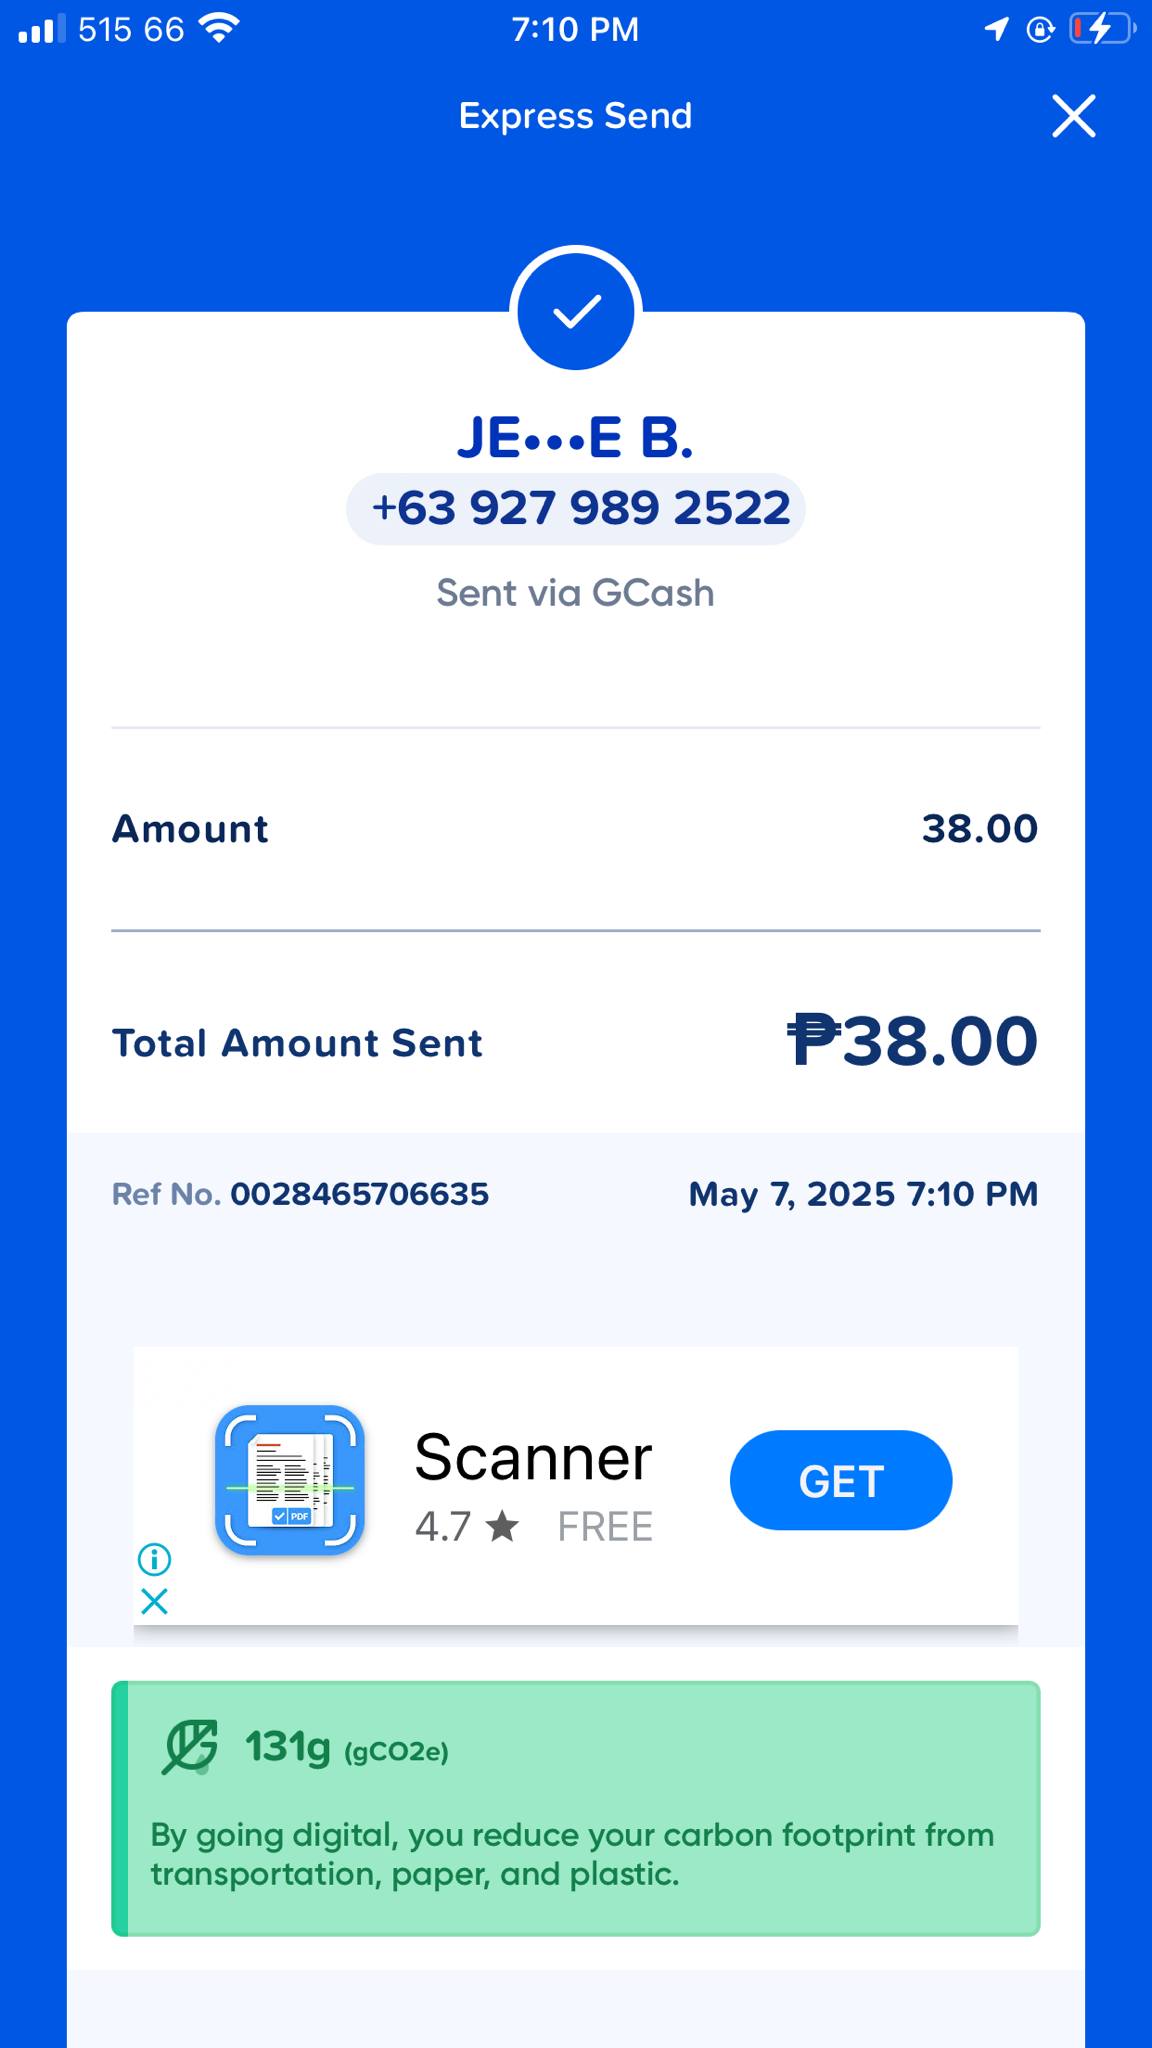 515 66
7:10 PM
Express Send
JE•••E B.
+63 927 989 2522
Sent via GCash
Amount 38.00
Total Amount Sent ₱38.00
Ref No. 0028465706635 May 7, 2025 7:10 PM
Scanner
4.7 ★ FREE
GET
PDF
131g (gCO2e)
By going digital, you reduce your carbon footprint from
transportation, paper, and plastic.